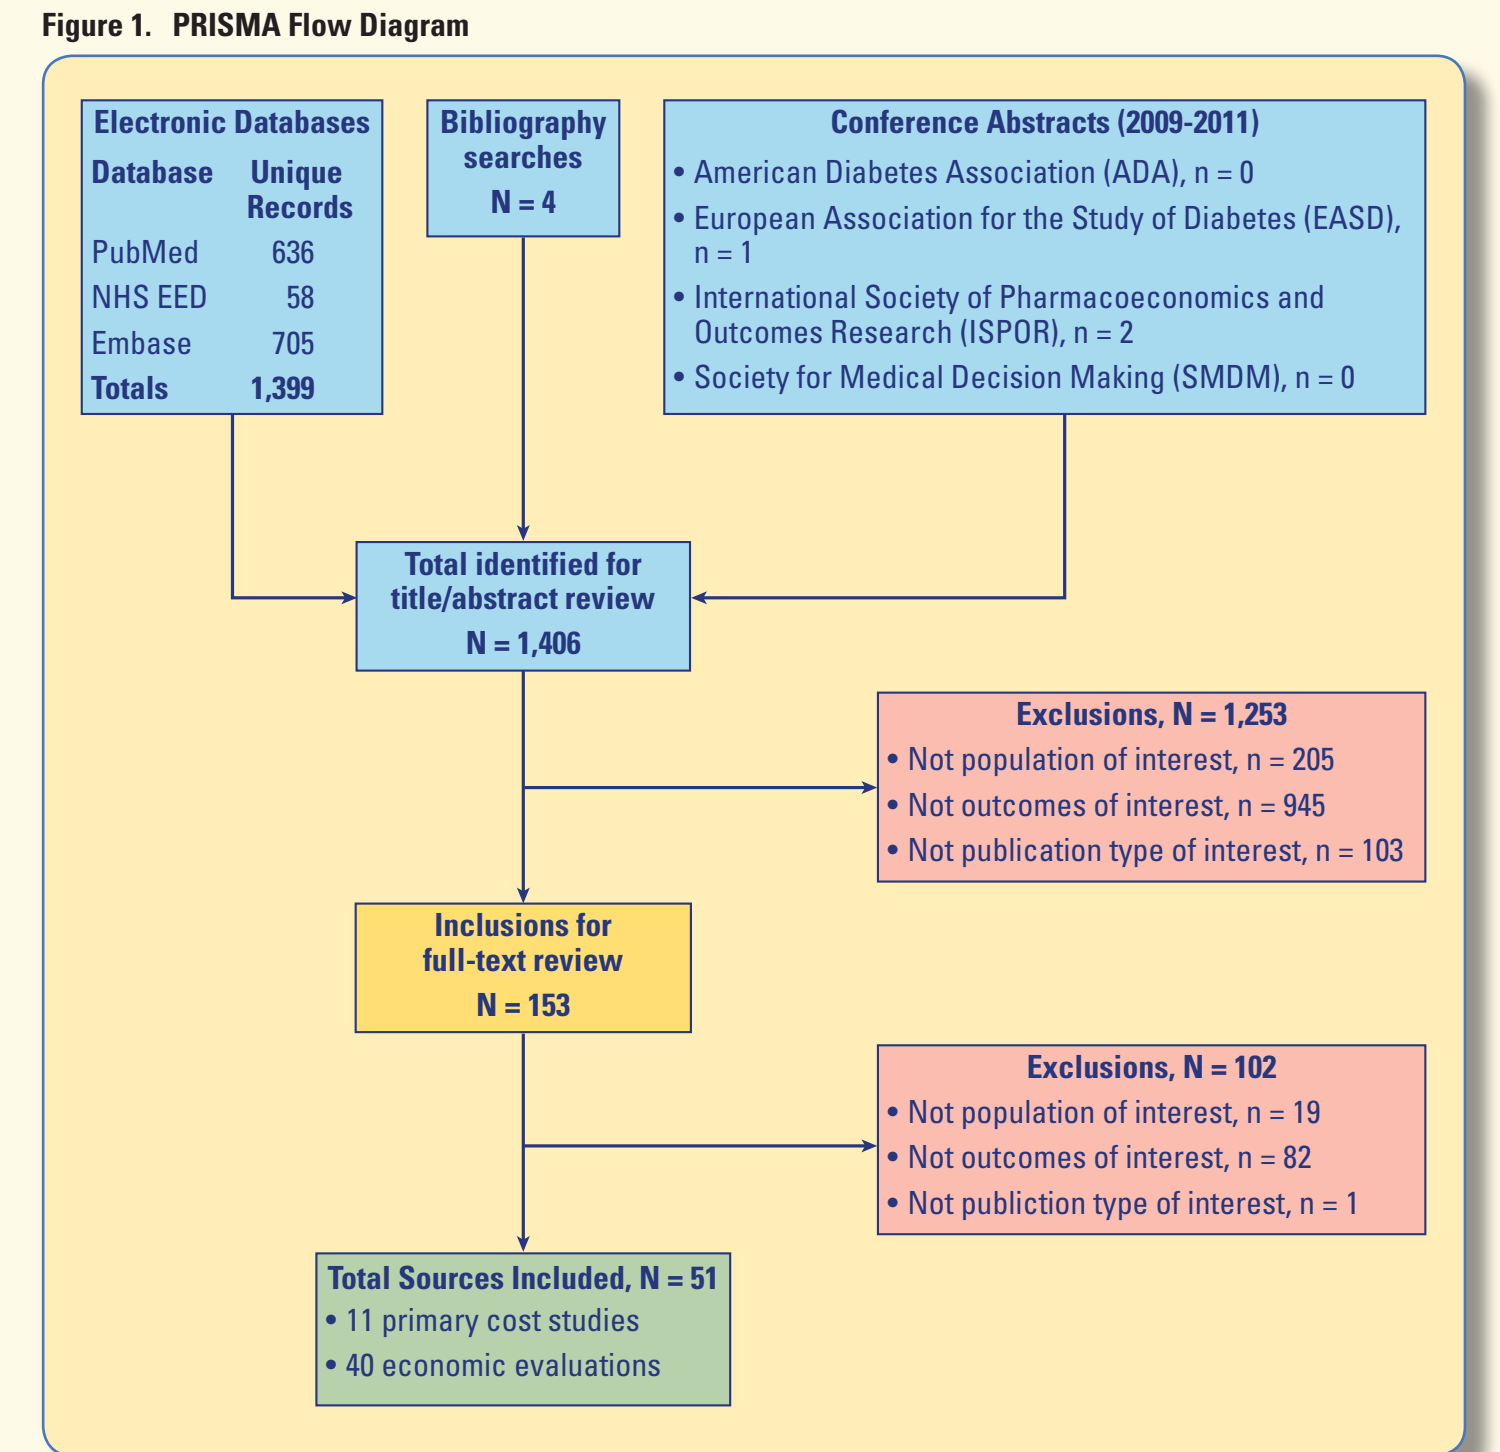 Figure 1. PRISMA Flow Diagram
Electronic Databases
Database Unique
Records
PubMed 636
NHS EED 58
Embase 705
Totals 1,399
Bibliography
searches
N = 4
Conference Abstracts (2009-2011)
• American Diabetes Association (ADA), n = 0
• European Association for the Study of Diabetes (EASD),
n = 1
• International Society of Pharmacoeconomics and
Outcomes Research (ISPOR), n = 2
• Society for Medical Decision Making (SMDM), n = 0
Total identified for
title/abstract review
N = 1,406
Exclusions, N = 1,253
• Not population of interest, n = 205
• Not outcomes of interest, n = 945
• Not publication type of interest, n = 103
Inclusions for
full-text review
N = 153
Exclusions, N = 102
• Not population of interest, n = 19
• Not outcomes of interest, n = 82
• Not publiction type of interest, n = 1
Total Sources Included, N = 51
• 11 primary cost studies
• 40 economic evaluations